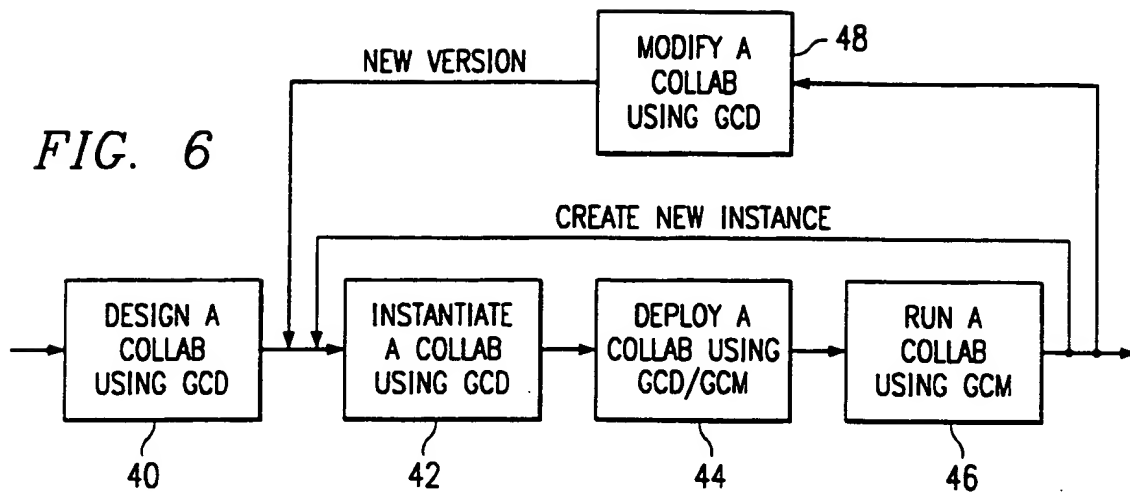 MODIFY A
COLLAB
USING GCD
48
NEW VERSION
FIG. 6
CREATE NEW INSTANCE
DESIGN A
COLLAB
USING GCD
INSTANTIATE
A COLLAB
USING GCD
DEPLOY A
COLLAB USING
GCD/GCM
RUN A
COLLAB
USING GCM
40
42
44
46